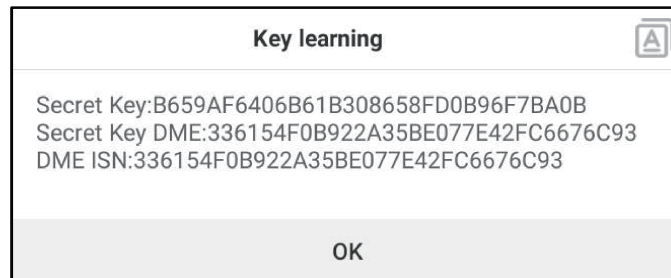 Key learning
A
Secret Key:B659AF6406B61B308658FD0B96F7BA0B
Secret Key DME:336154F0B922A35BE077E42FC6676C93
DME ISN:336154F0B922A35BE077E42FC6676C93
OK